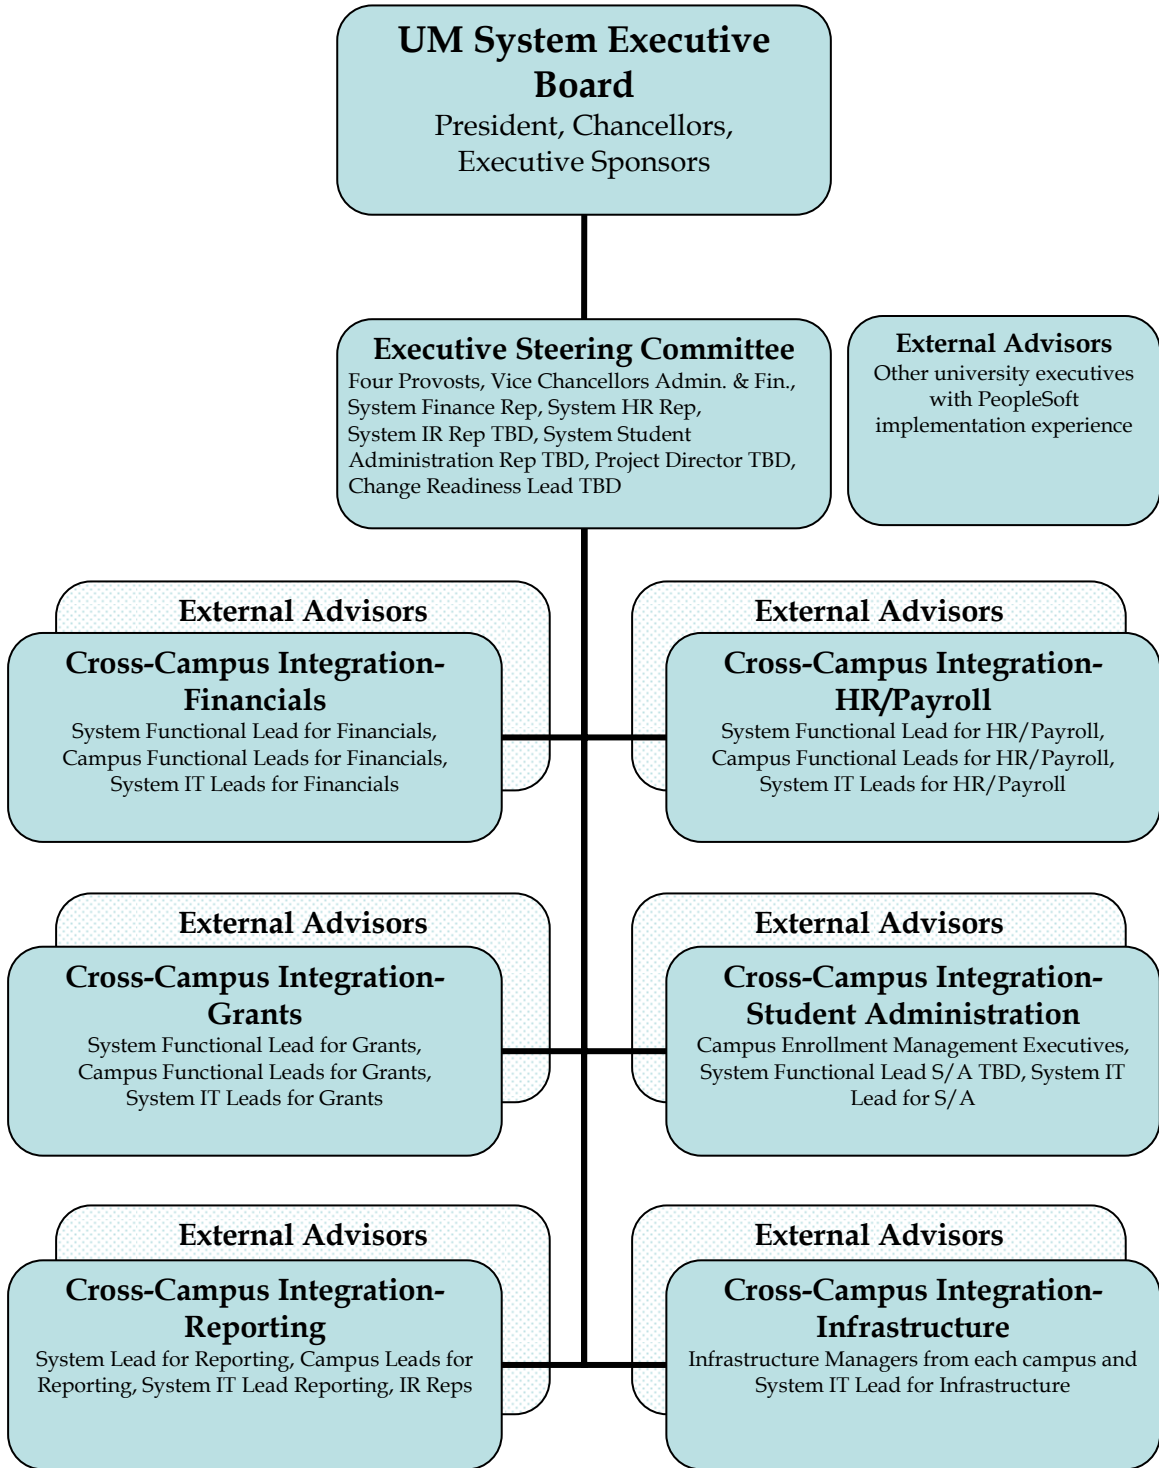 UM System Executive
Board
President, Chancellors,
Executive Sponsors
Executive Steering Committee
Four Provosts, Vice Chancellors Admin. & Fin.,
System Finance Rep, System HR Rep,
System IR Rep TBD, System Student
Administration Rep TBD, Project Director TBD,
Change Readiness Lead TBD
External Advisors
Other university executives
with PeopleSoft
implementation experience
External Advisors
Cross-Campus Integration-
Financials
System Functional Lead for Financials,
Campus Functional Leads for Financials,
System IT Leads for Financials
External Advisors
Cross-Campus Integration-
HR/Payroll
System Functional Lead for HR/Payroll,
Campus Functional Leads for HR/Payroll,
System IT Leads for HR/Payroll
External Advisors
Cross-Campus Integration-
Grants
System Functional Lead for Grants,
Campus Functional Leads for Grants,
System IT Leads for Grants
External Advisors
Cross-Campus Integration-
Student Administration
Campus Enrollment Management Executives,
System Functional Lead S/A TBD, System IT
Lead for S/A
External Advisors
Cross-Campus Integration-
Reporting
System Lead for Reporting, Campus Leads for
Reporting, System IT Lead Reporting, IR Reps
External Advisors
Cross-Campus Integration-
Infrastructure
Infrastructure Managers from each campus and
System IT Lead for Infrastructure